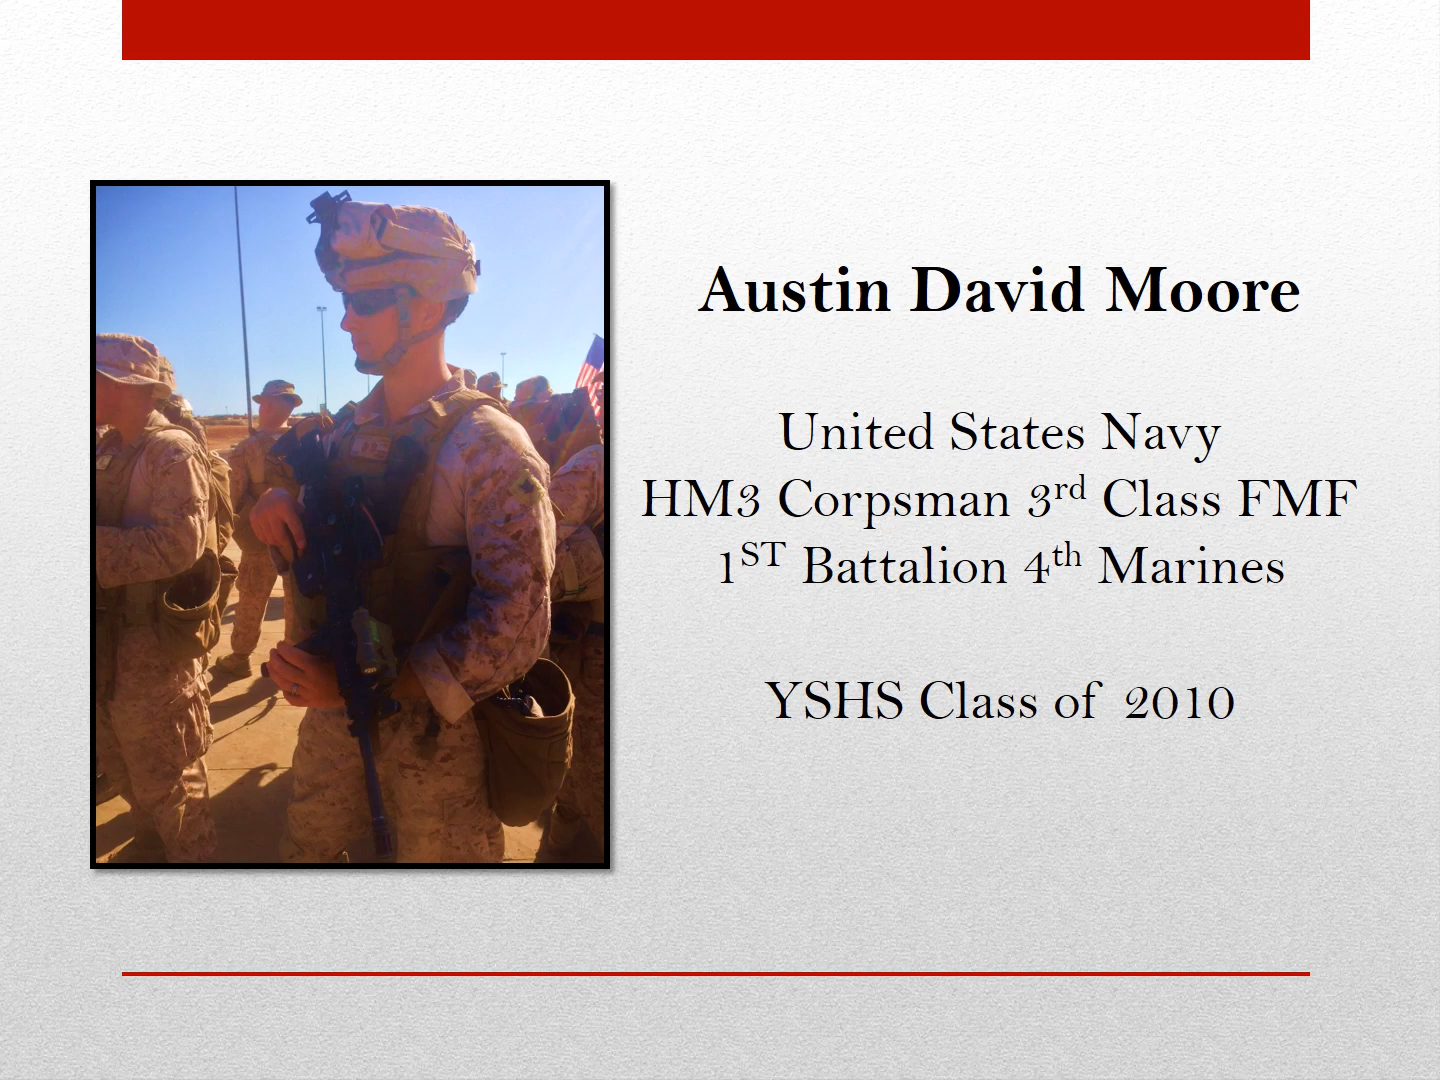 Austin David Moore
United States Navy
HM3 Corpsman 3rd Class FMF
1ST Battalion 4th Marines
YSHS Class of 2010